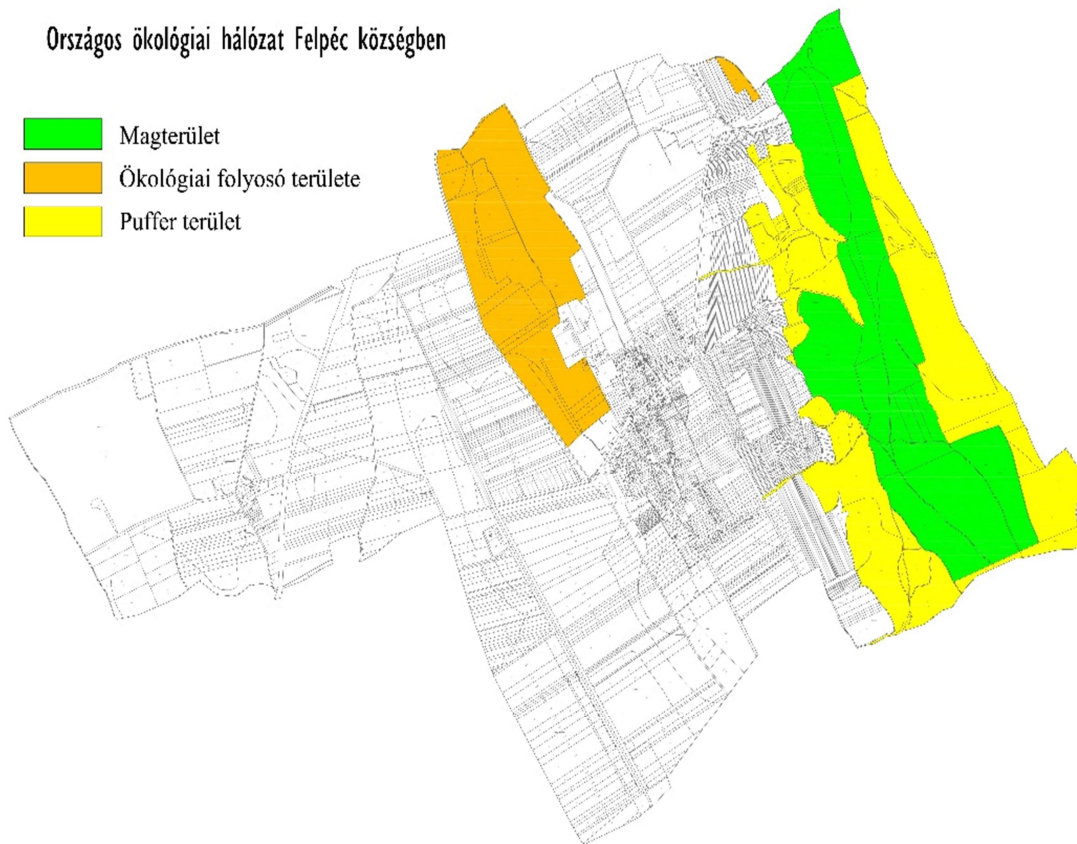 Országos ökológiai hálózat Felpéc községben
Magterület
Ökológiai folyosó területe
Puffer terület